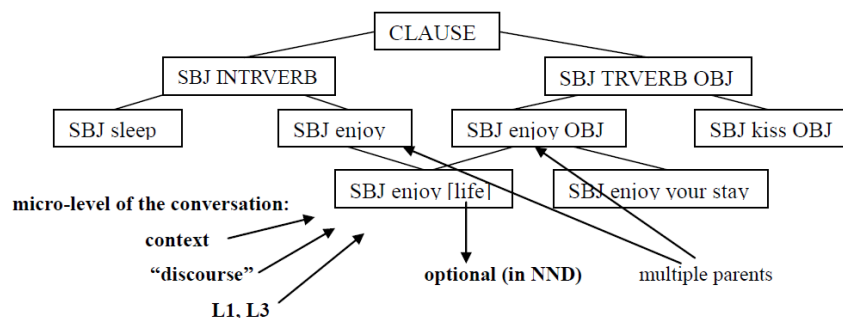 CLAUSE
SBJ INTRVERB
SBJ TRVERB OBJ
SBJ sleep
SBJ enjoy
SBJ enjoy OBJ
SBJ kiss OBJ
SBJ enjoy [life]
SBJ enjoy your stay
micro-level of the conversation:
context
“discourse”
L1, L3
optional (in NND)
multiple parents